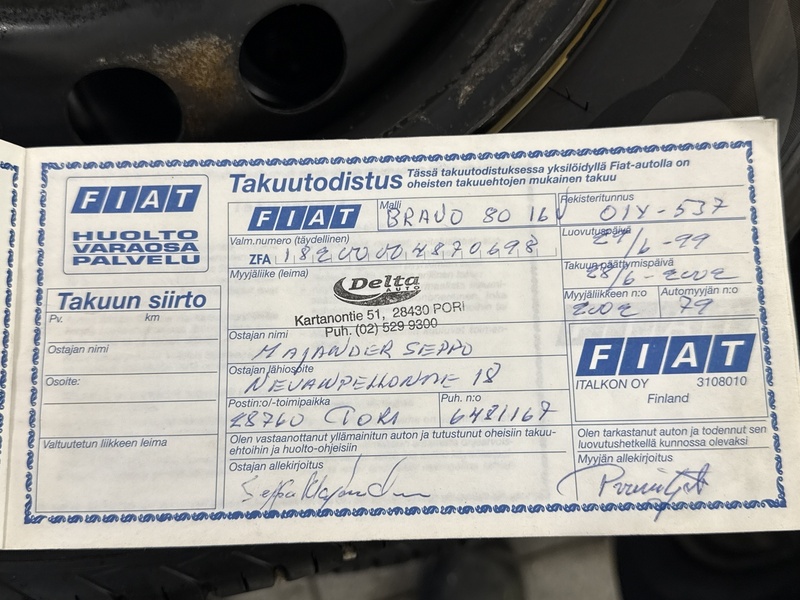 FIAT
HUOLTO
VARAOSA
PALVELU
Takuun siirto
Pv. km
Ostajan nimi
Osoite:
Valtuutetun liikkeen leima
Takuutodistus
Tässä takuutodistuksessa yksilöidyllä Fiat-autolla on
oheisten takuuehtojen mukainen takuu
FIAT
Malli
BRAVO 80 16V
Rekisteritunnus
OIX-537
Valm.numero (täydellinen)
ZFA 18200004870698
Luovutuspäivä
29/6-99
Takuun päättymispäivä
28/6-2002
Myyjäliike (leima)
Delta
AUTO
Kartanontie 51, 28430 PORI
Puh. (02) 529 9300
Myyjäliikkeen n:o
2002
Automyyjän n:o
79
Ostajan nimi
MAJANDER SEPPO
Ostajan lähiosoite
NEVANPELLONTIE 18
Postin:o/-toimipaikka
28760 PORI
Puh. n:o
6481167
FIAT
ITALKON OY 3108010
Finland
Olen vastaanottanut yllämainitun auton ja tutustunut oheisiin takuu-
ehtoihin ja huolto-ohjeisiin
Ostajan allekirjoitus
Olen tarkastanut auton ja todennut sen
luovutushetkellä kunnossa olevaksi
Myyjän allekirjoitus